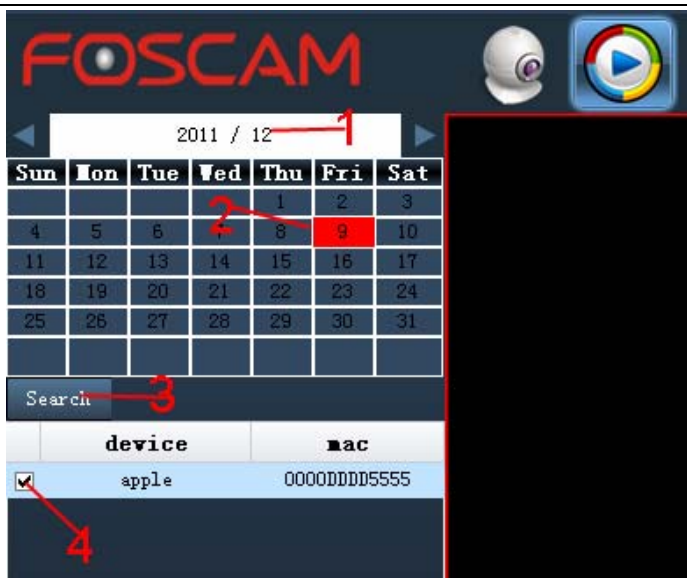 FOSCAM
2011 / 12 1
Sun Mon Tue Wed Thu Fri Sat
1 2 3
2
4 5 6 7 8 9 10
11 12 13 14 15 16 17
18 19 20 21 22 23 24
25 26 27 28 29 30 31
Search 3
device mac
apple 0000DDDD5555
4